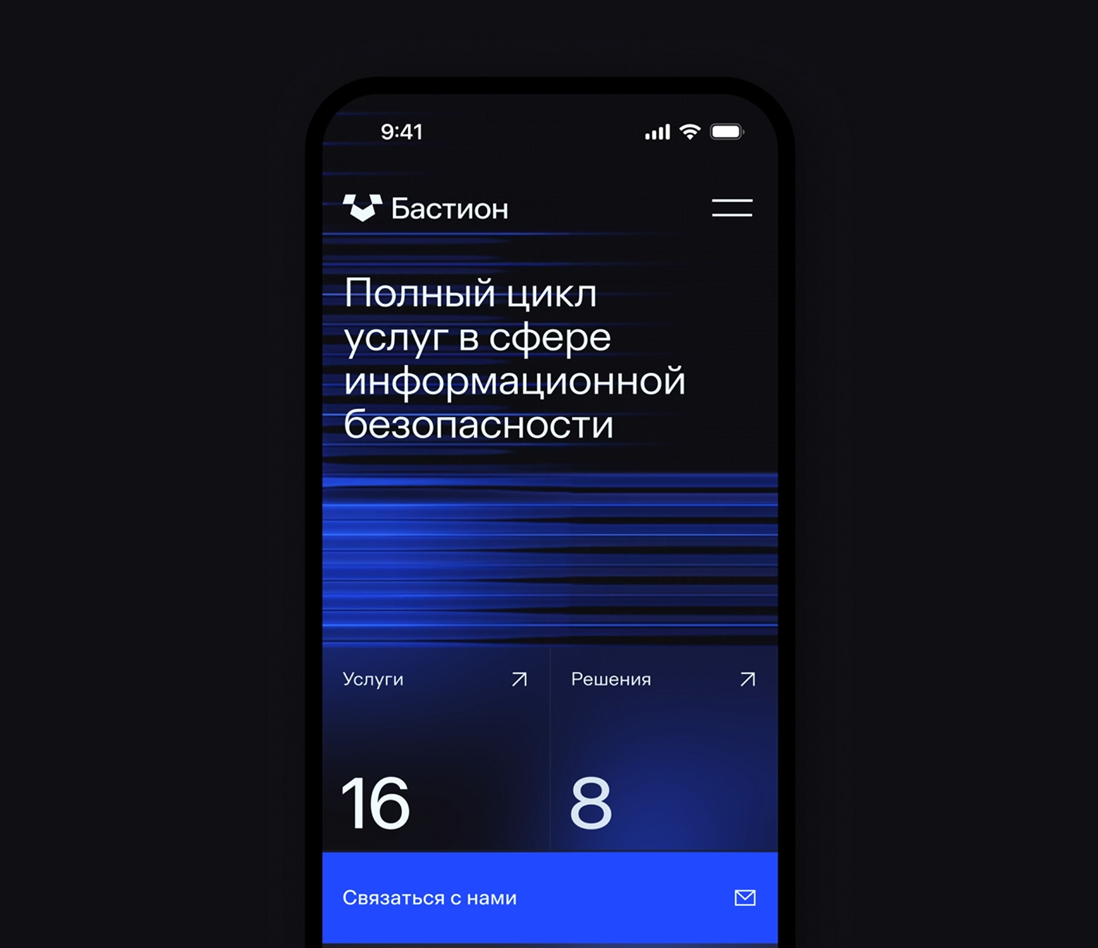 9:41
Бастион
Полный цикл
услуг в сфере
информационной
безопасности
Услуги
Решения
16
8
Связаться с нами